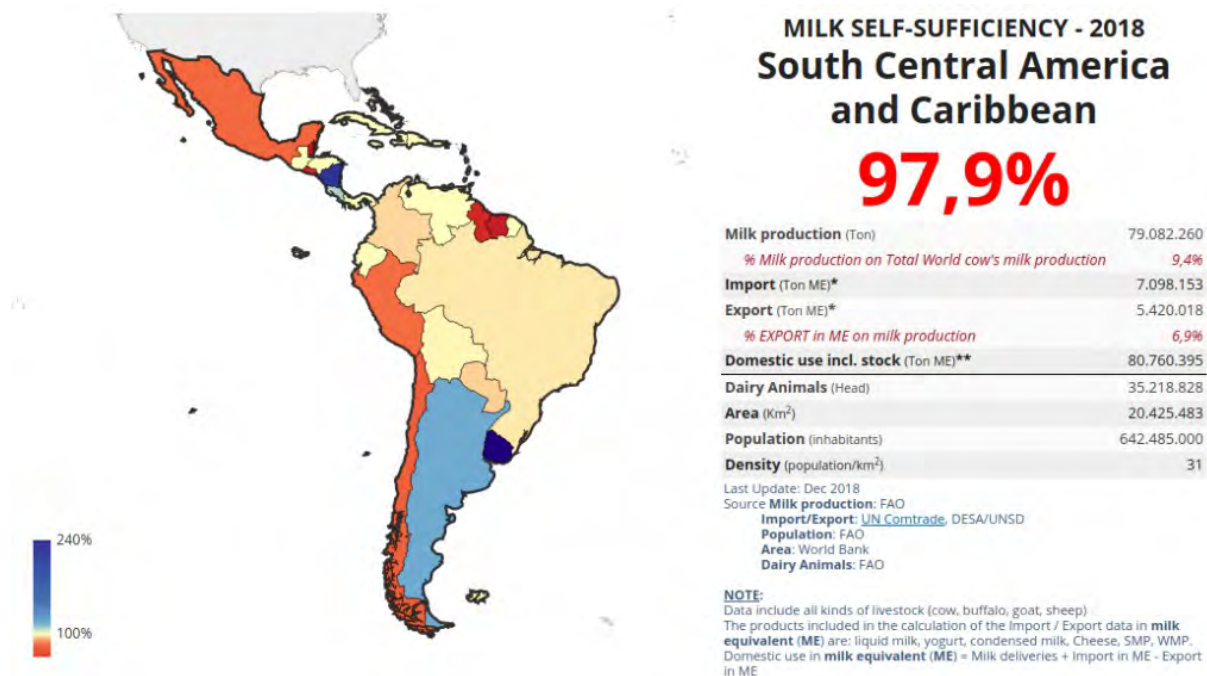 MILK SELF-SUFFICIENCY - 2018
South Central America
and Caribbean
97,9%
Milk production (Ton) 79.082.260
% Milk production on Total World cow's milk production 9,4%
Import (Ton ME)* 7.098.153
Export (Ton ME)* 5.420.018
% EXPORT in ME on milk production 6,9%
Domestic use incl. stock (Ton ME)** 80.760.395
Dairy Animals (Head) 35.218.828
Area (Km²) 20.425.483
Population (inhabitants) 642.485.000
Density (population/km²) 31
Last Update: Dec 2018
Source Milk production: FAO
Import/Export: UN Comtrade, DESA/UNSD
Population: FAO
Area: World Bank
Dairy Animals: FAO
NOTE:
Data include all kinds of livestock (cow, buffalo, goat, sheep)
The products included in the calculation of the Import / Export data in milk
equivalent (ME) are: liquid milk, yogurt, condensed milk, Cheese, SMP, WMP.
Domestic use in milk equivalent (ME) = Milk deliveries + Import in ME - Export
in ME
240%
100%